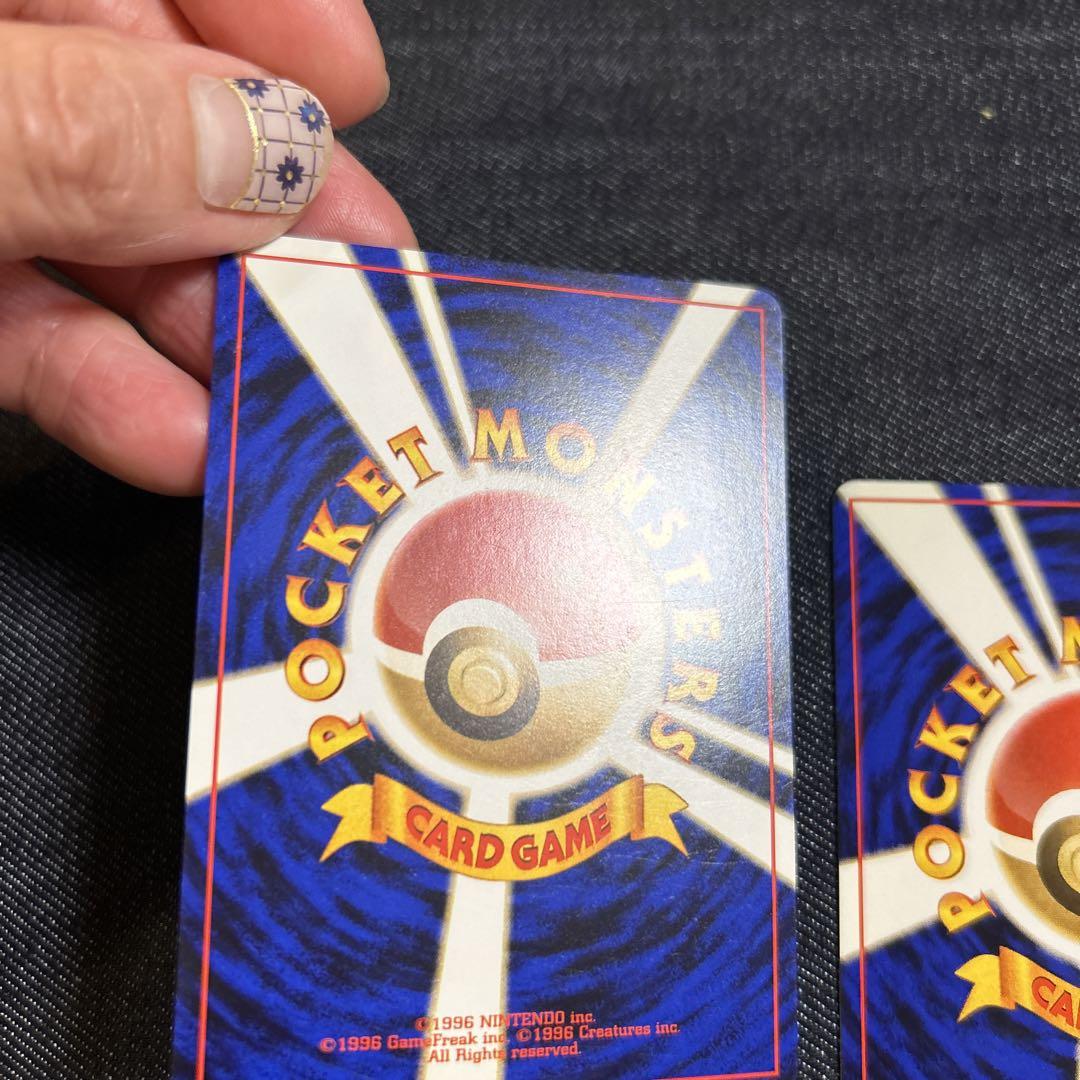 POCKET MONSTERS
CARD GAME
©1996 NINTENDO inc.
©1996 GameFreak inc. ©1996 Creatures inc.
All Rights reserved.
POCKET M
CA